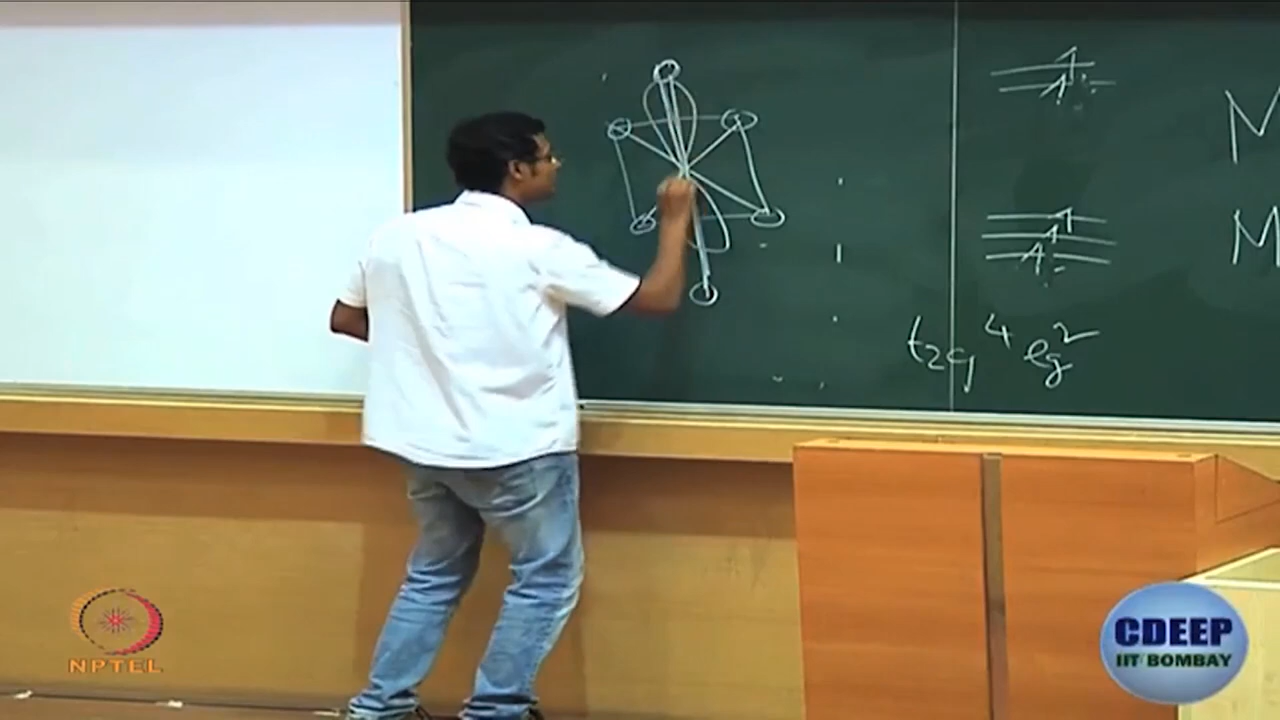 M
M
t₂g⁴ eg²
NPTEL
CDEEP
IIT BOMBAY